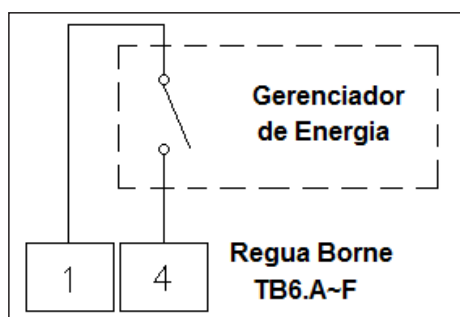 Gerenciador
de Energia
1
4
Regua Borne
TB6.A~F